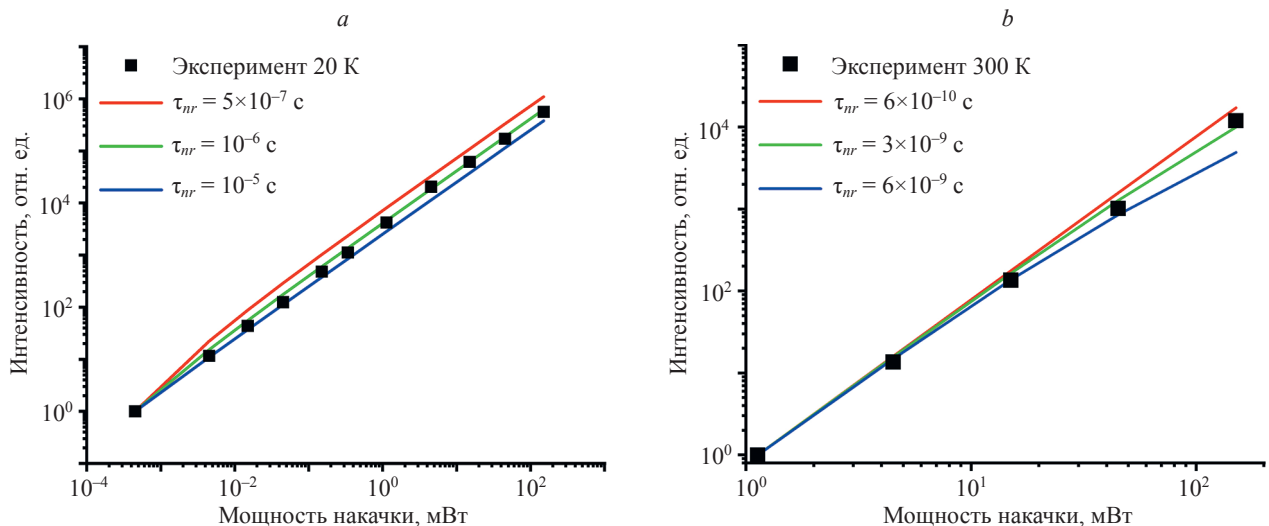 a
Эксперимент 20 К
τnr = 5×10–7 с
τnr = 10–6 с
τnr = 10–5 с
106
104
102
100
10–4
10–2
100
102
Интенсивность, отн. ед.
Мощность накачки, мВт
b
Эксперимент 300 К
τnr = 6×10–10 с
τnr = 3×10–9 с
τnr = 6×10–9 с
104
102
100
100
101
102
Интенсивность, отн. ед.
Мощность накачки, мВт